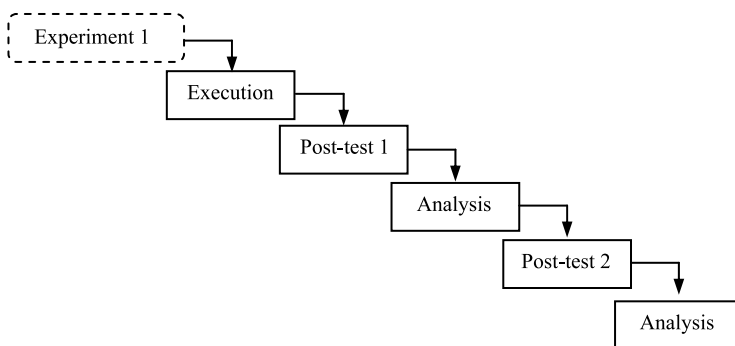 Experiment 1
Execution
Post-test 1
Analysis
Post-test 2
Analysis